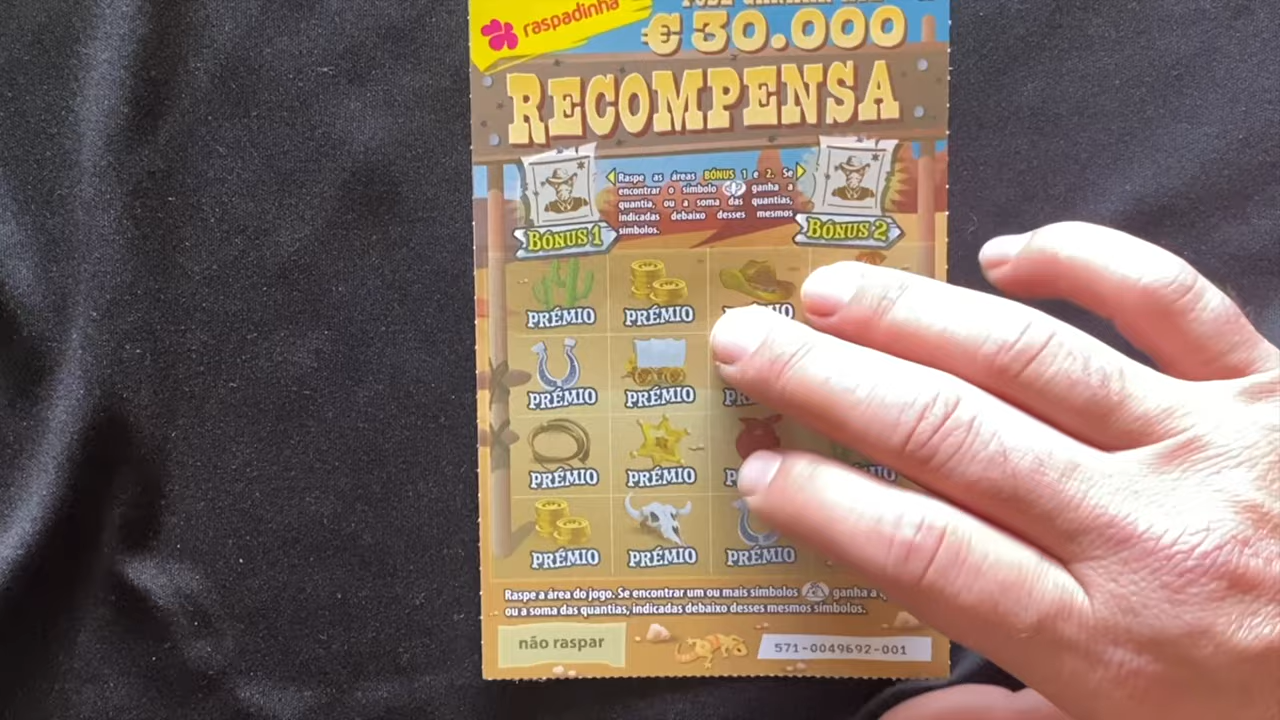 raspadinha
€30.000
RECOMPENSA
Raspe as áreas BÓNUS 1 e 2. Se
encontrar o símbolo ganha a
quantia, ou a soma das quantias,
indicadas debaixo desses mesmos
símbolos.
BÓNUS 1
BÓNUS 2
PRÉMIO PRÉMIO
PRÉMIO PRÉMIO
PRÉMIO PRÉMIO
PRÉMIO PRÉMIO PRÉMIO
Raspe a área do jogo. Se encontrar um ou mais símbolos ganha a
ou a soma das quantias, indicadas debaixo desses mesmos símbolos.
não raspar
571-0049692-001